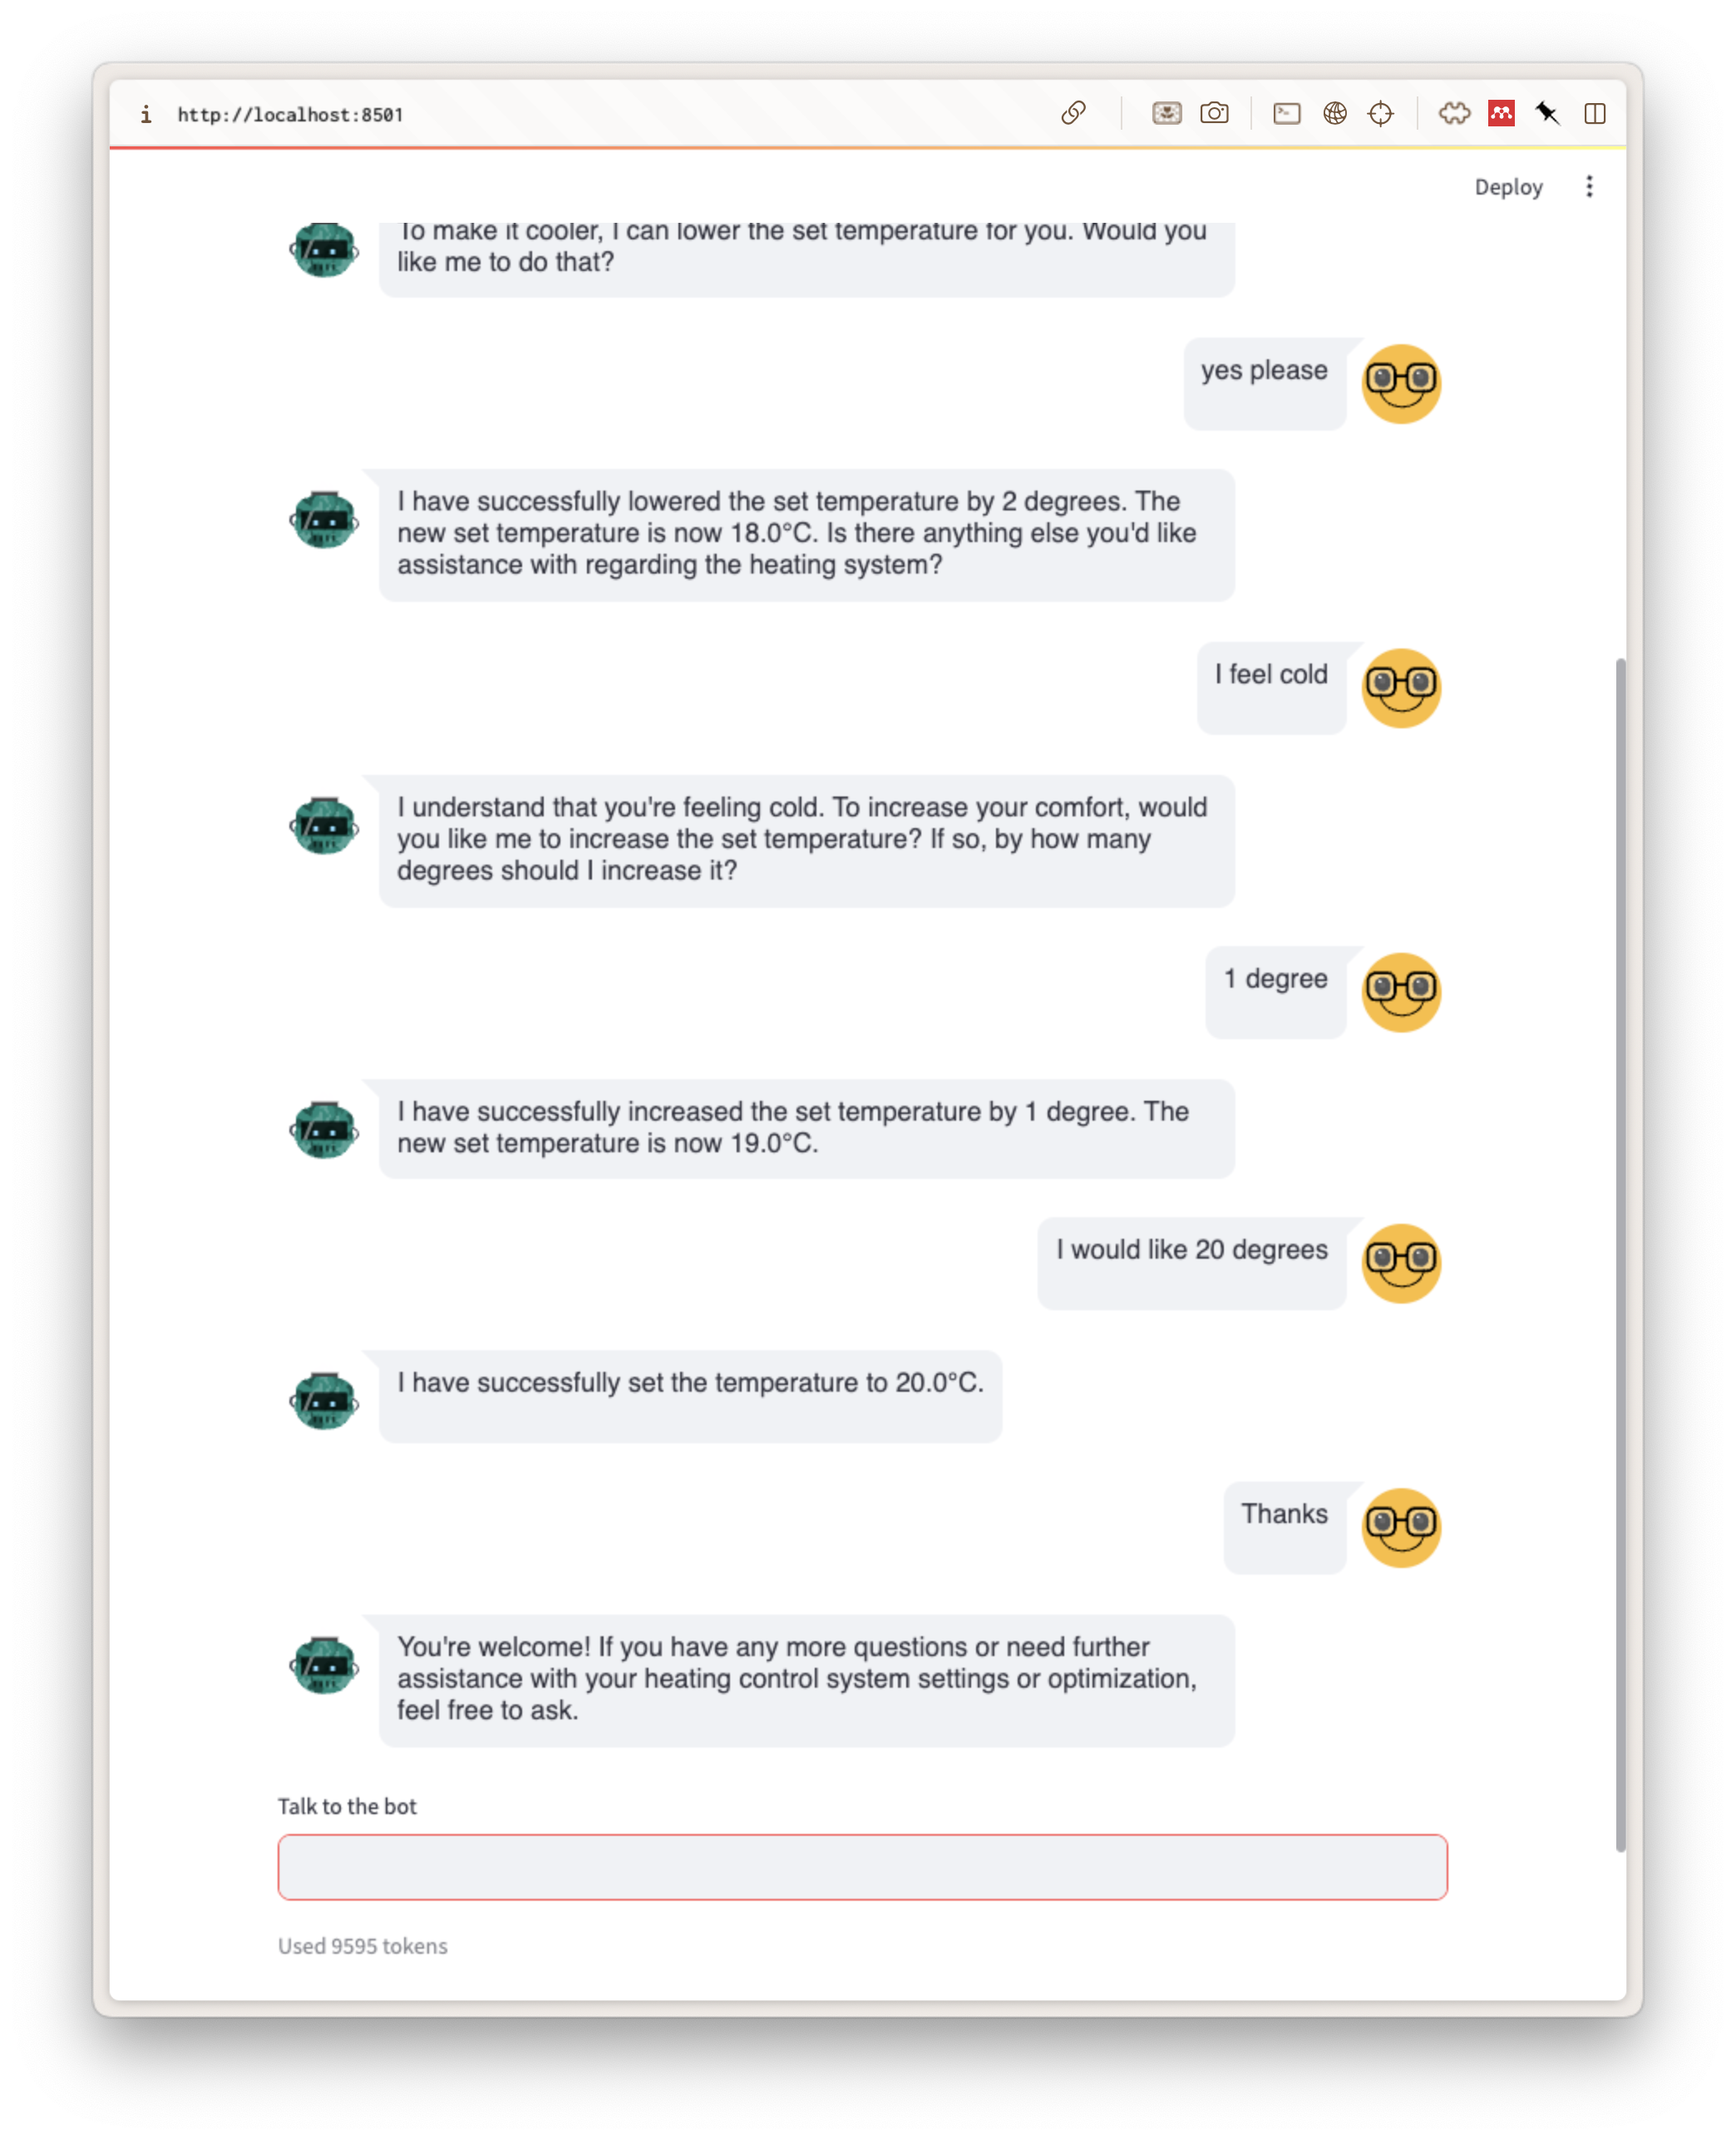 http://localhost:8501
Deploy
To make it cooler, I can lower the set temperature for you. Would you
like me to do that?
yes please
I have successfully lowered the set temperature by 2 degrees. The
new set temperature is now 18.0°C. Is there anything else you'd like
assistance with regarding the heating system?
I feel cold
I understand that you're feeling cold. To increase your comfort, would
you like me to increase the set temperature? If so, by how many
degrees should I increase it?
1 degree
I have successfully increased the set temperature by 1 degree. The
new set temperature is now 19.0°C.
I would like 20 degrees
I have successfully set the temperature to 20.0°C.
Thanks
You're welcome! If you have any more questions or need further
assistance with your heating control system settings or optimization,
feel free to ask.
Talk to the bot
Used 9595 tokens